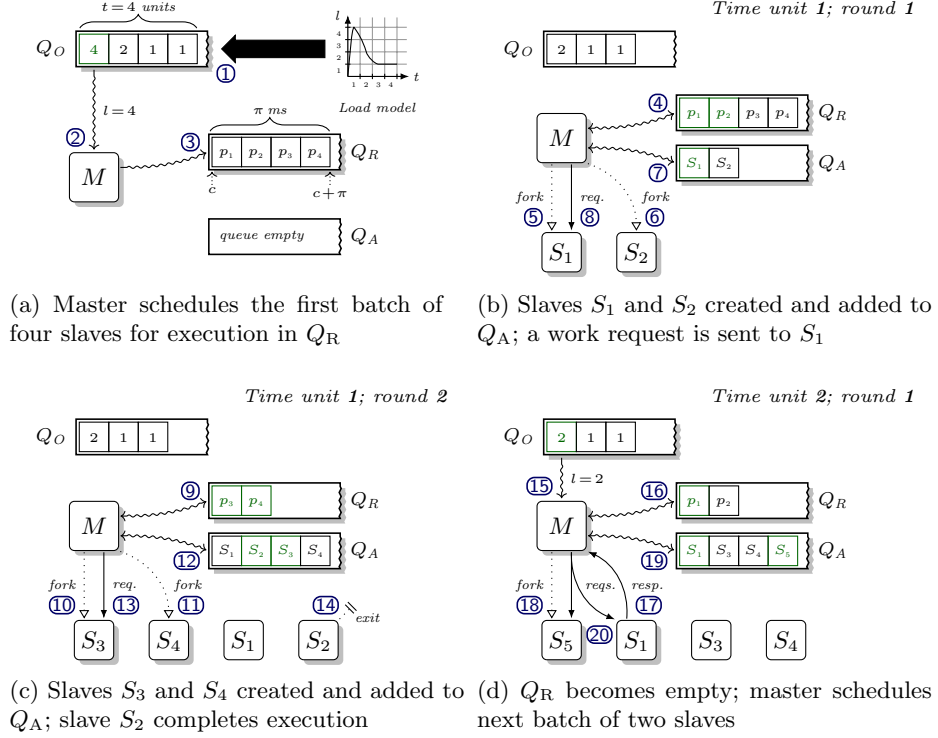 t = 4 units
Q_O 4 2 1 1
1
l
4
3
2
1
1 2 3 4
t
Load model
l = 4
2
3
π ms
M
p₁ p₂ p₃ p₄
Q_R
c
c + π
queue empty
Q_A
(a) Master schedules the first batch of
four slaves for execution in Q_R
Time unit 1; round 1
Q_O 2 1 1
4
p₁ p₂ p₃ p₄ Q_R
M
7
S₁ S₂ Q_A
fork req. fork
5 8 6
S₁ S₂
(b) Slaves S₁ and S₂ created and added to
Q_A; a work request is sent to S₁
Time unit 1; round 2
Q_O 2 1 1
9
p₃ p₄ Q_R
M
12
S₁ S₂ S₃ S₄ Q_A
fork req. fork
10 13 11 14
exit
S₃ S₄ S₁ S₂
(c) Slaves S₃ and S₄ created and added to
Q_A; slave S₂ completes execution
Time unit 2; round 1
Q_O 2 1 1
15 l = 2
16
p₁ p₂ Q_R
M
19
S₁ S₃ S₄ S₅ Q_A
fork reqs. resp.
18 20 17
S₅ S₁ S₃ S₄
(d) Q_R becomes empty; master schedules
next batch of two slaves